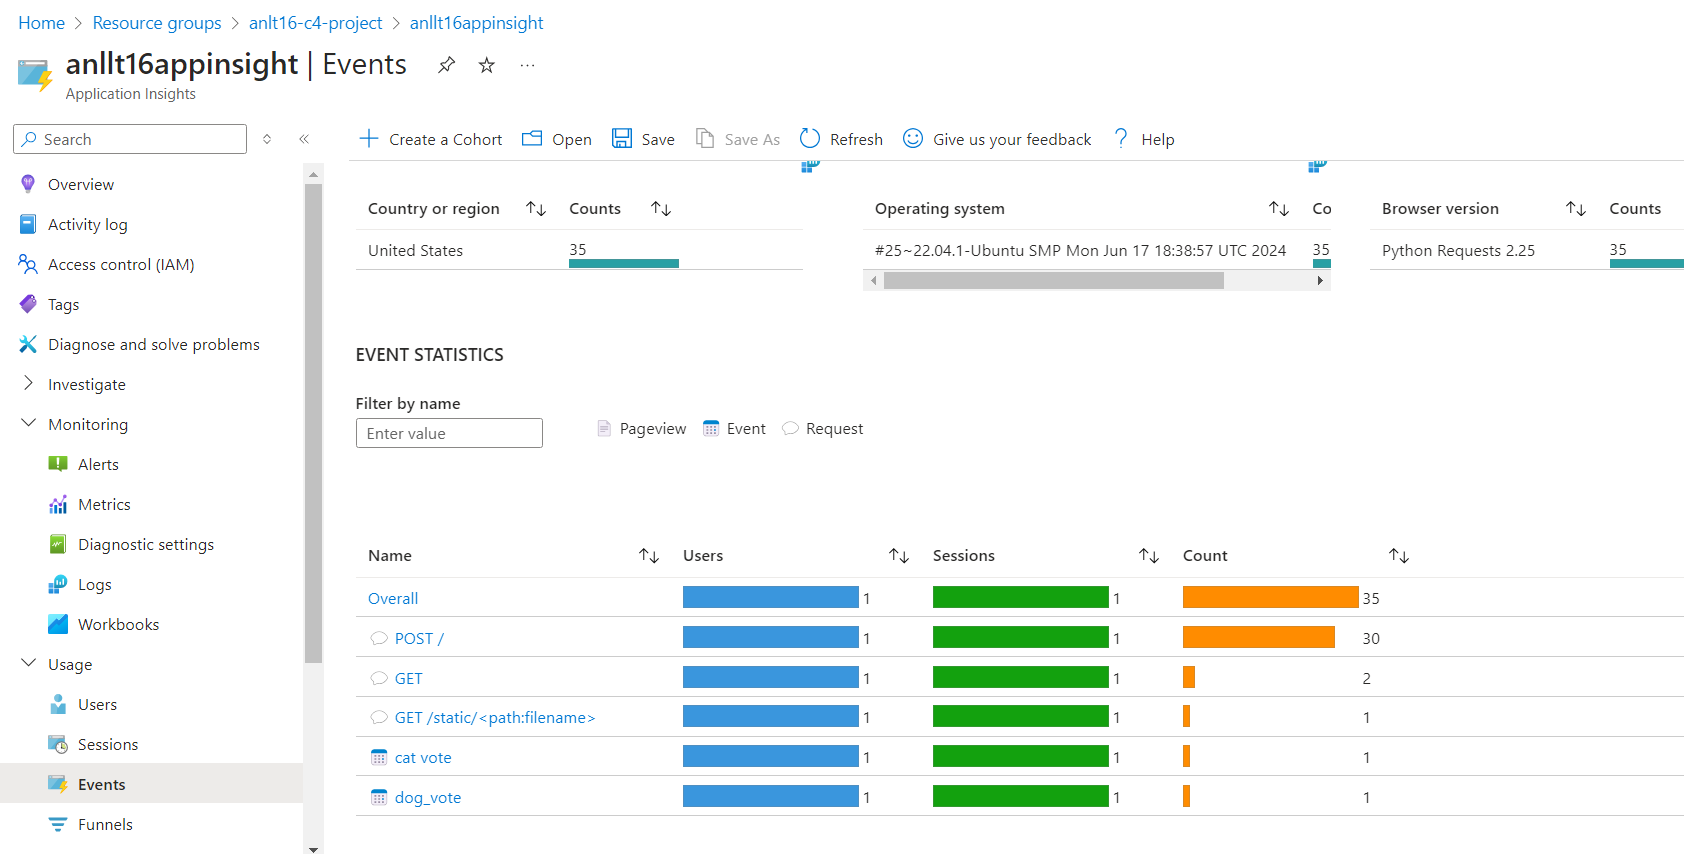 Home > Resource groups > anlt16-c4-project > anllt16appinsight
anllt16appinsight | Events
Application Insights
Search
Overview
Activity log
Access control (IAM)
Tags
Diagnose and solve problems
Investigate
Monitoring
Alerts
Metrics
Diagnostic settings
Logs
Workbooks
Usage
Users
Sessions
Events
Funnels
Create a Cohort Open Save Save As Refresh Give us your feedback Help
Country or region Counts
United States 35
Operating system Co
#25~22.04.1-Ubuntu SMP Mon Jun 17 18:38:57 UTC 2024 35
Browser version Counts
Python Requests 2.25 35
EVENT STATISTICS
Filter by name
Enter value
Pageview Event Request
Name Users Sessions Count
Overall 1 1 35
POST / 1 1 30
GET 1 1 2
GET /static/<path:filename> 1 1 1
cat vote 1 1 1
dog_vote 1 1 1